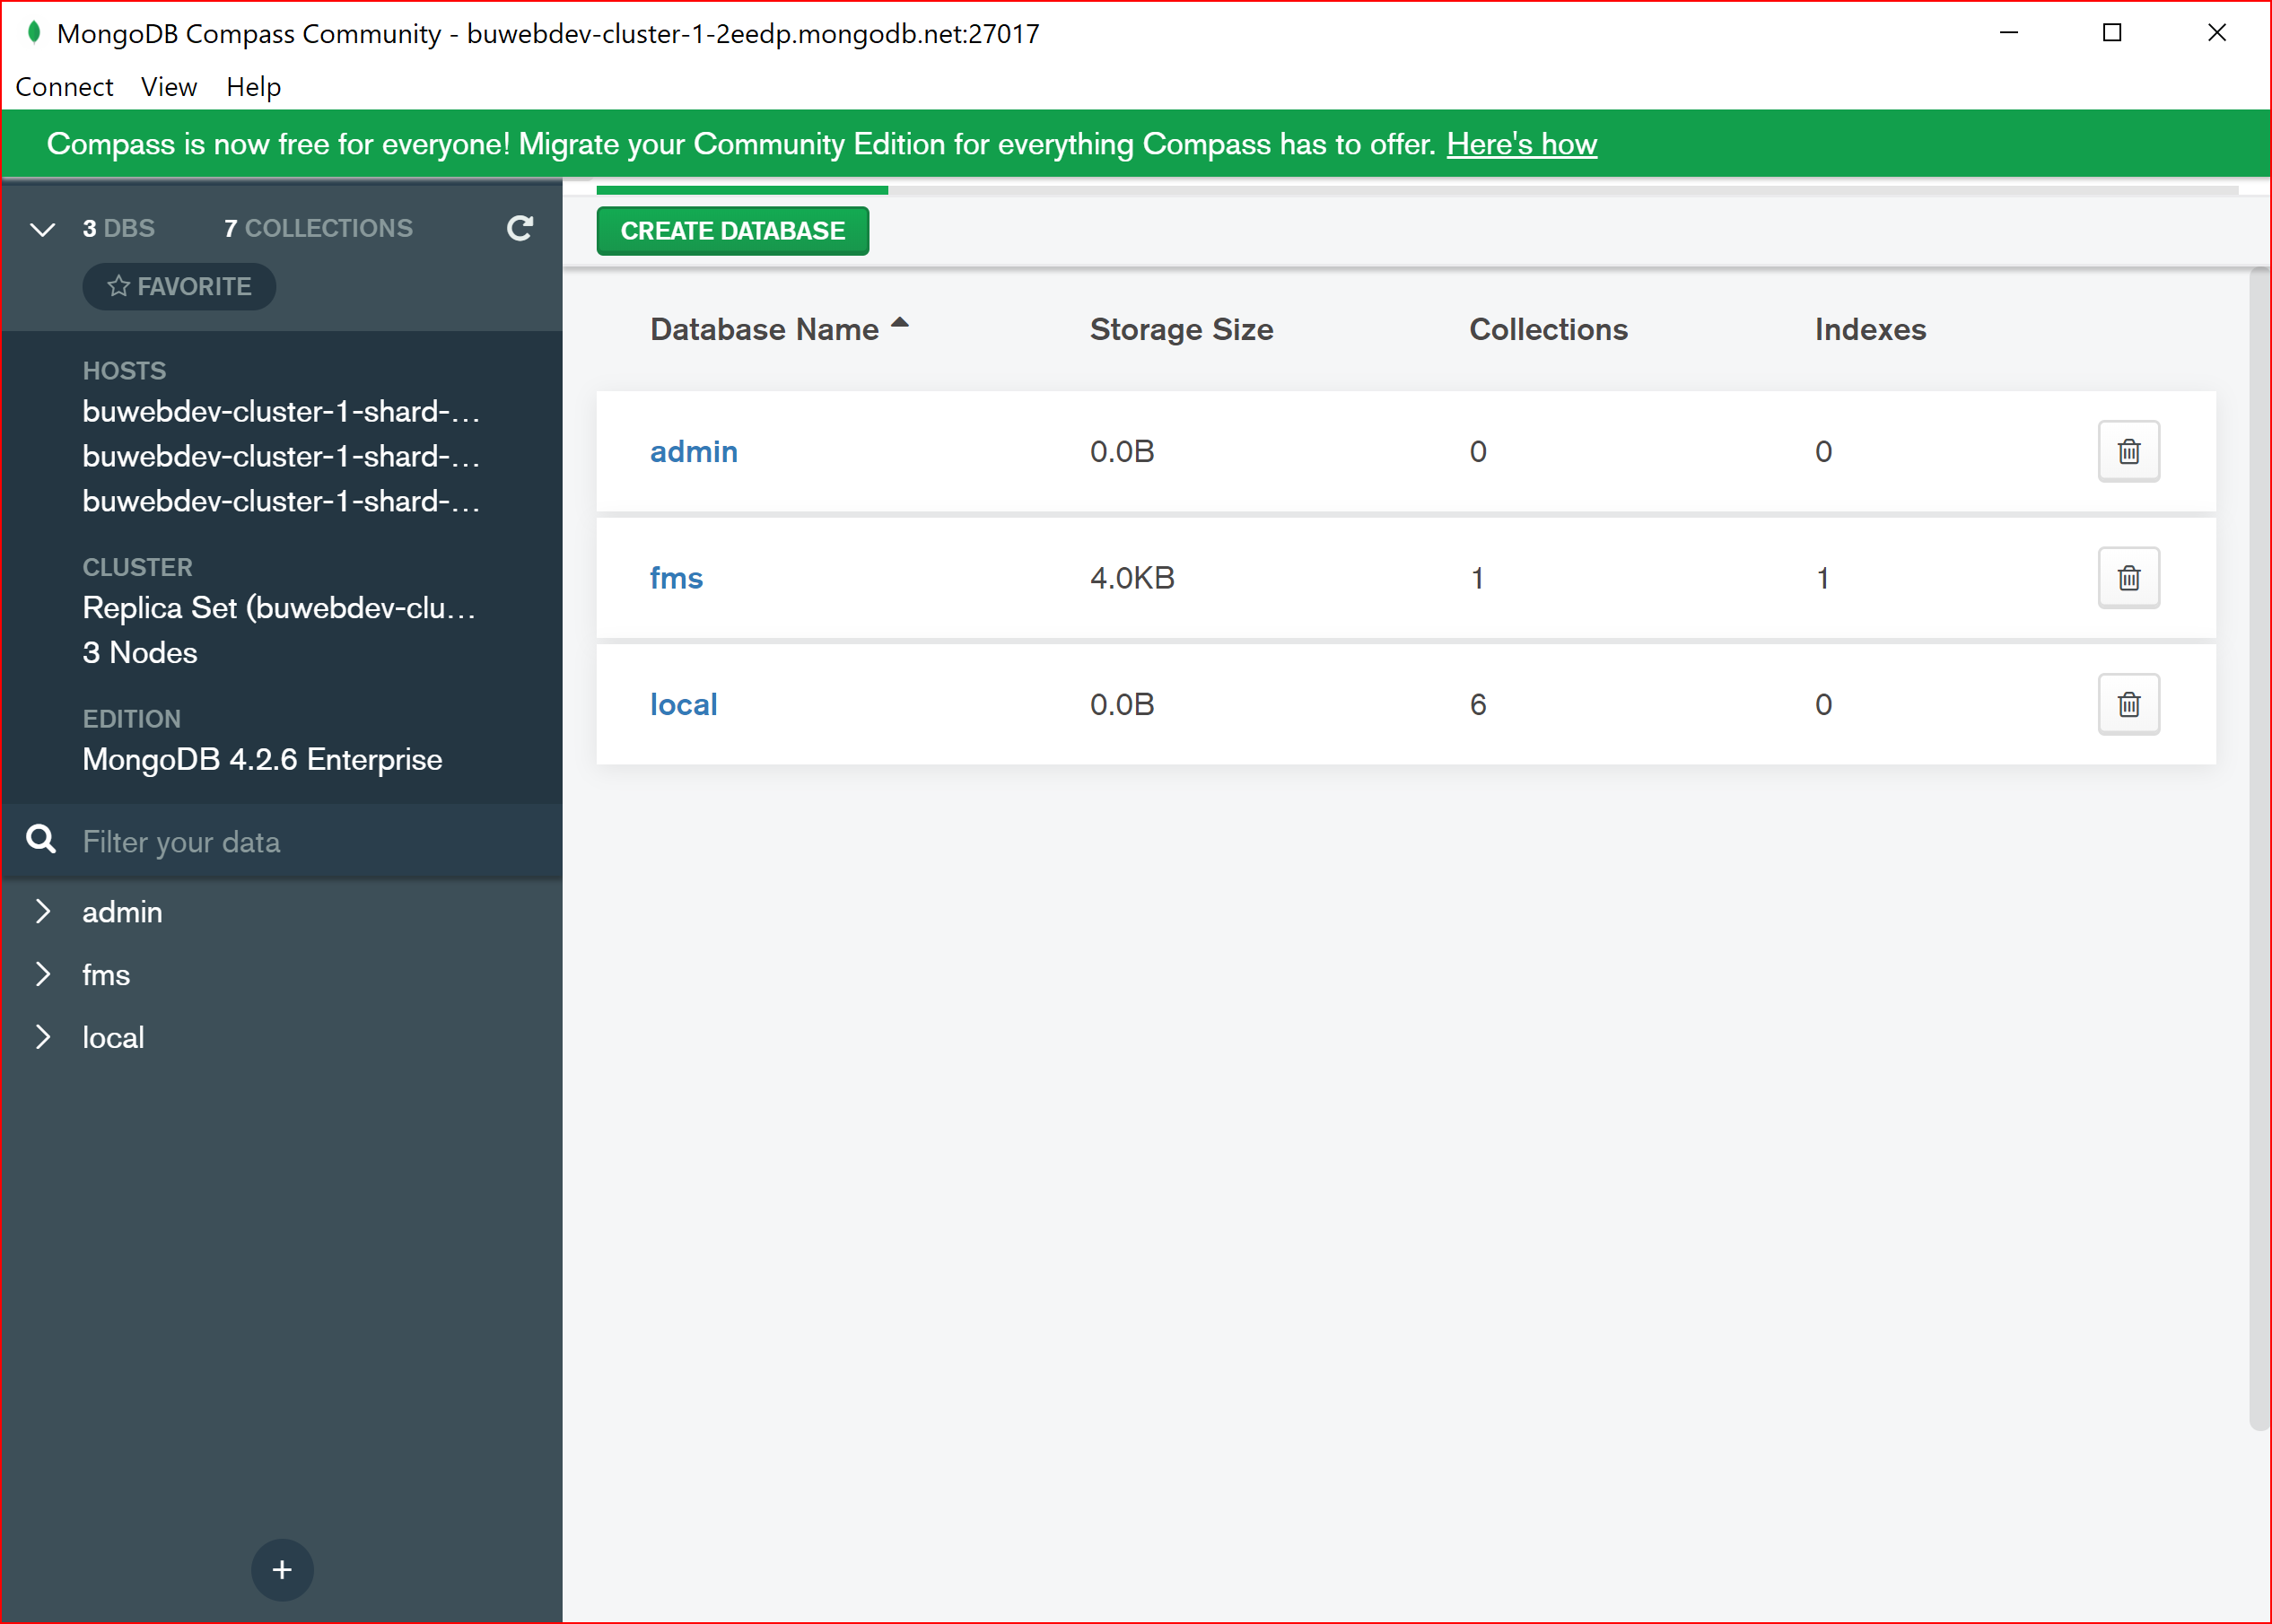 MongoDB Compass Community - buwebdev-cluster-1-2eedp.mongodb.net:27017
Connect View Help
Compass is now free for everyone! Migrate your Community Edition for everything Compass has to offer. Here's how
3 DBS 7 COLLECTIONS
FAVORITE
HOSTS
buwebdev-cluster-1-shard-...
buwebdev-cluster-1-shard-...
buwebdev-cluster-1-shard-...
CLUSTER
Replica Set (buwebdev-clu...
3 Nodes
EDITION
MongoDB 4.2.6 Enterprise
Filter your data
admin
fms
local
+
CREATE DATABASE
Database Name Storage Size Collections Indexes
admin 0.0B 0 0
fms 4.0KB 1 1
local 0.0B 6 0